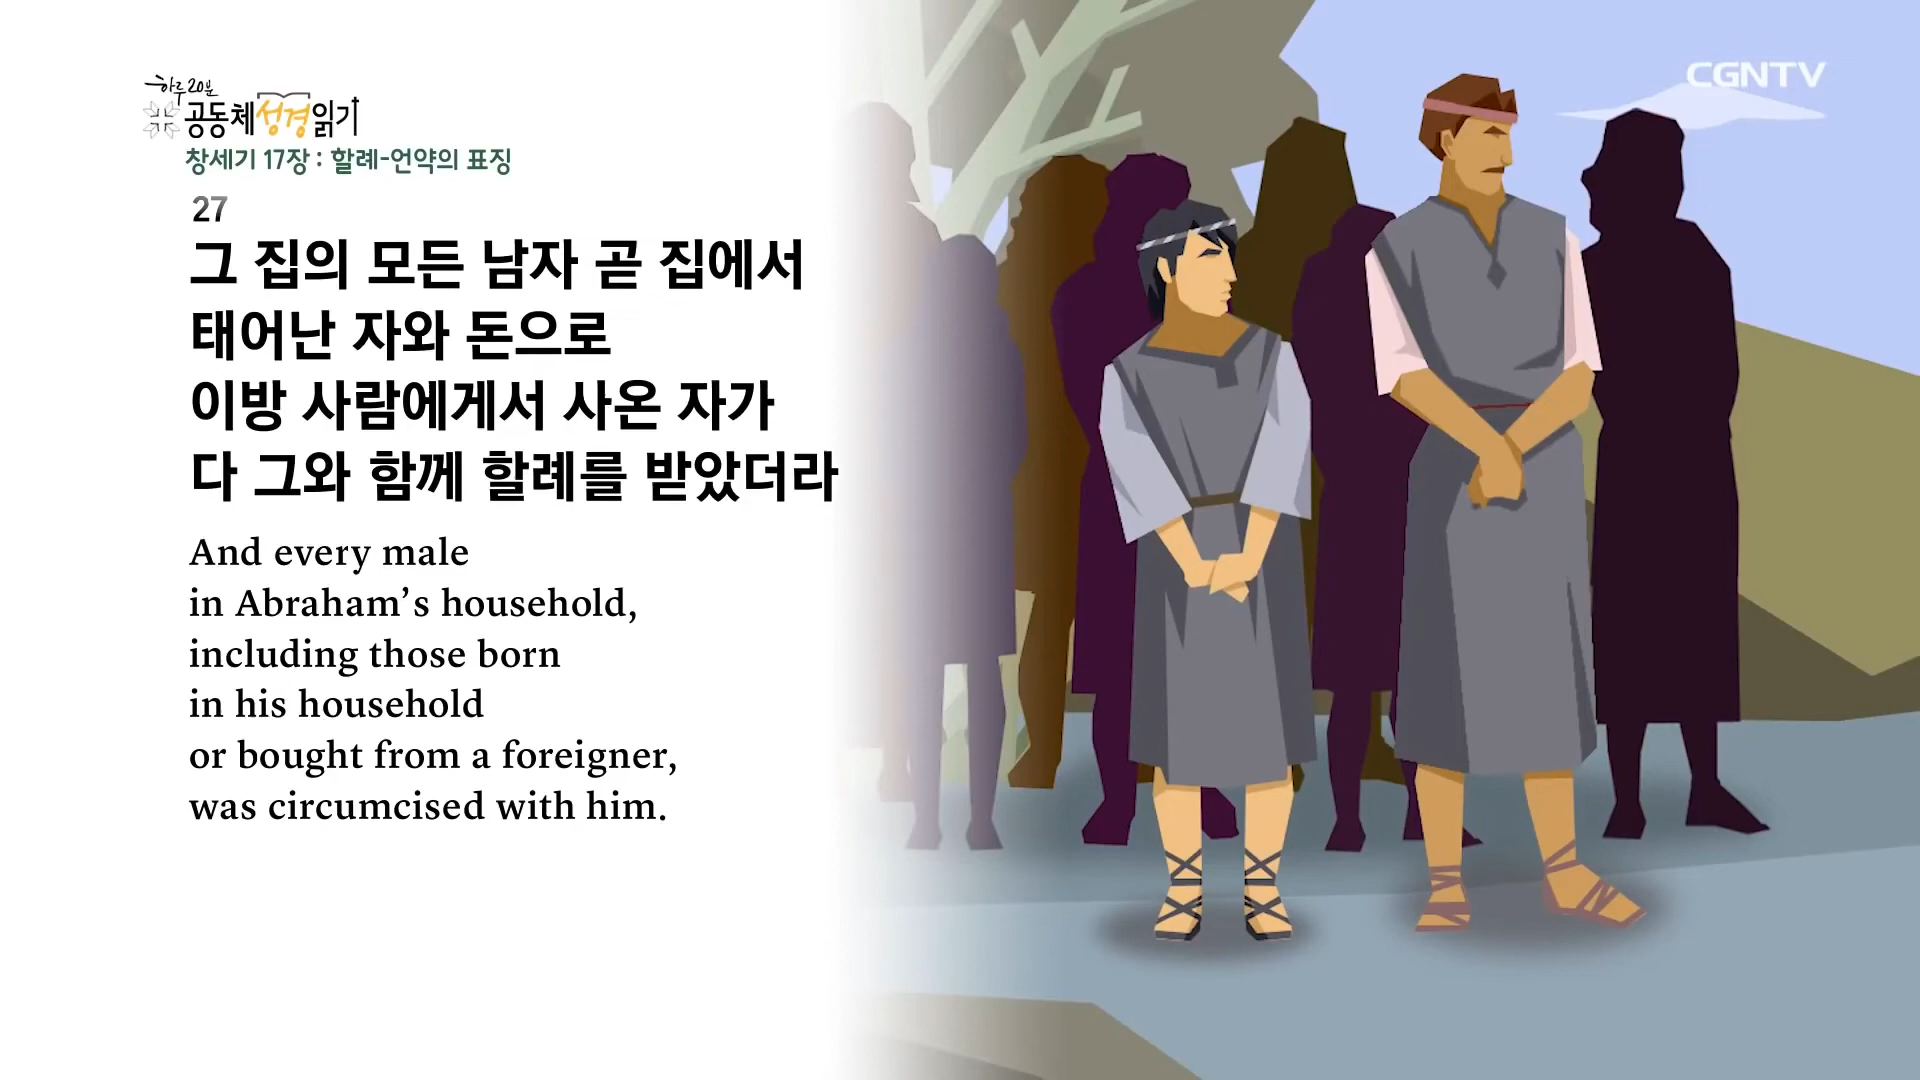 하루 20분
공동체성경읽기
창세기 17장 : 할례-언약의 표징
27
그 집의 모든 남자 곧 집에서
태어난 자와 돈으로
이방 사람에게서 사온 자가
다 그와 함께 할례를 받았더라
And every male
in Abraham’s household,
including those born
in his household
or bought from a foreigner,
was circumcised with him.
CGNTV